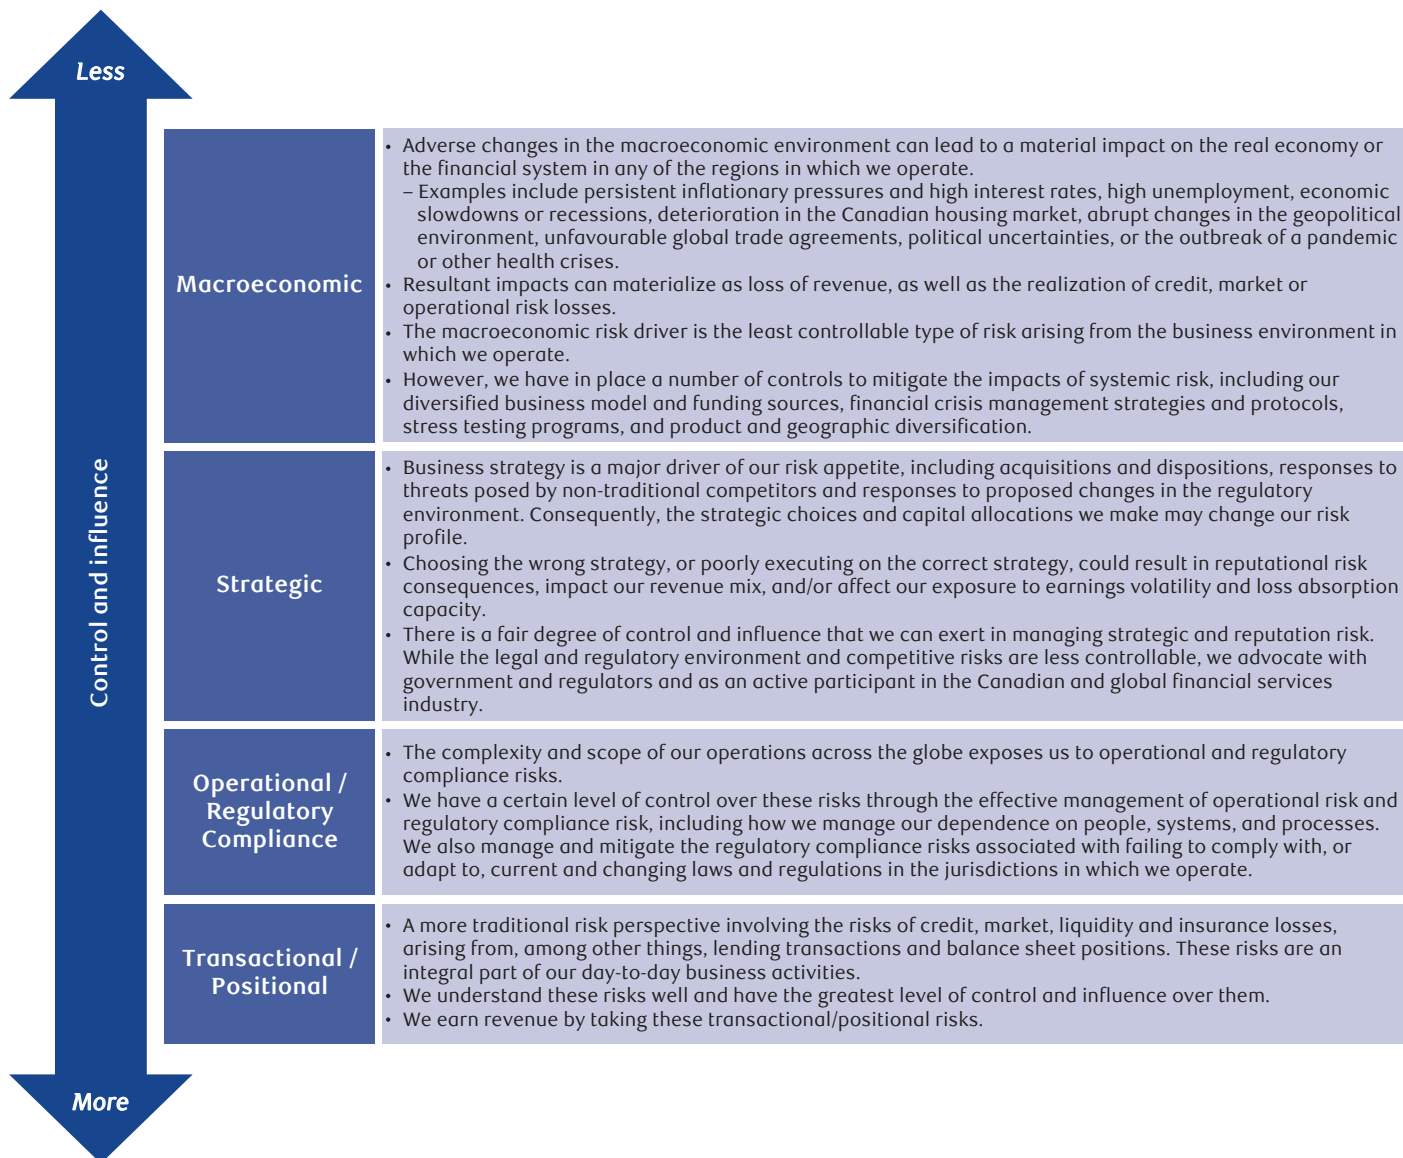 Less
Control and influence
More
Macroeconomic
• Adverse changes in the macroeconomic environment can lead to a material impact on the real economy or
the financial system in any of the regions in which we operate.
– Examples include persistent inflationary pressures and high interest rates, high unemployment, economic
slowdowns or recessions, deterioration in the Canadian housing market, abrupt changes in the geopolitical
environment, unfavourable global trade agreements, political uncertainties, or the outbreak of a pandemic
or other health crises.
• Resultant impacts can materialize as loss of revenue, as well as the realization of credit, market or
operational risk losses.
• The macroeconomic risk driver is the least controllable type of risk arising from the business environment in
which we operate.
• However, we have in place a number of controls to mitigate the impacts of systemic risk, including our
diversified business model and funding sources, financial crisis management strategies and protocols,
stress testing programs, and product and geographic diversification.
Strategic
• Business strategy is a major driver of our risk appetite, including acquisitions and dispositions, responses to
threats posed by non-traditional competitors and responses to proposed changes in the regulatory
environment. Consequently, the strategic choices and capital allocations we make may change our risk
profile.
• Choosing the wrong strategy, or poorly executing on the correct strategy, could result in reputational risk
consequences, impact our revenue mix, and/or affect our exposure to earnings volatility and loss absorption
capacity.
• There is a fair degree of control and influence that we can exert in managing strategic and reputation risk.
While the legal and regulatory environment and competitive risks are less controllable, we advocate with
government and regulators and as an active participant in the Canadian and global financial services
industry.
Operational /
Regulatory
Compliance
• The complexity and scope of our operations across the globe exposes us to operational and regulatory
compliance risks.
• We have a certain level of control over these risks through the effective management of operational risk and
regulatory compliance risk, including how we manage our dependence on people, systems, and processes.
We also manage and mitigate the regulatory compliance risks associated with failing to comply with, or
adapt to, current and changing laws and regulations in the jurisdictions in which we operate.
Transactional /
Positional
• A more traditional risk perspective involving the risks of credit, market, liquidity and insurance losses,
arising from, among other things, lending transactions and balance sheet positions. These risks are an
integral part of our day-to-day business activities.
• We understand these risks well and have the greatest level of control and influence over them.
• We earn revenue by taking these transactional/positional risks.